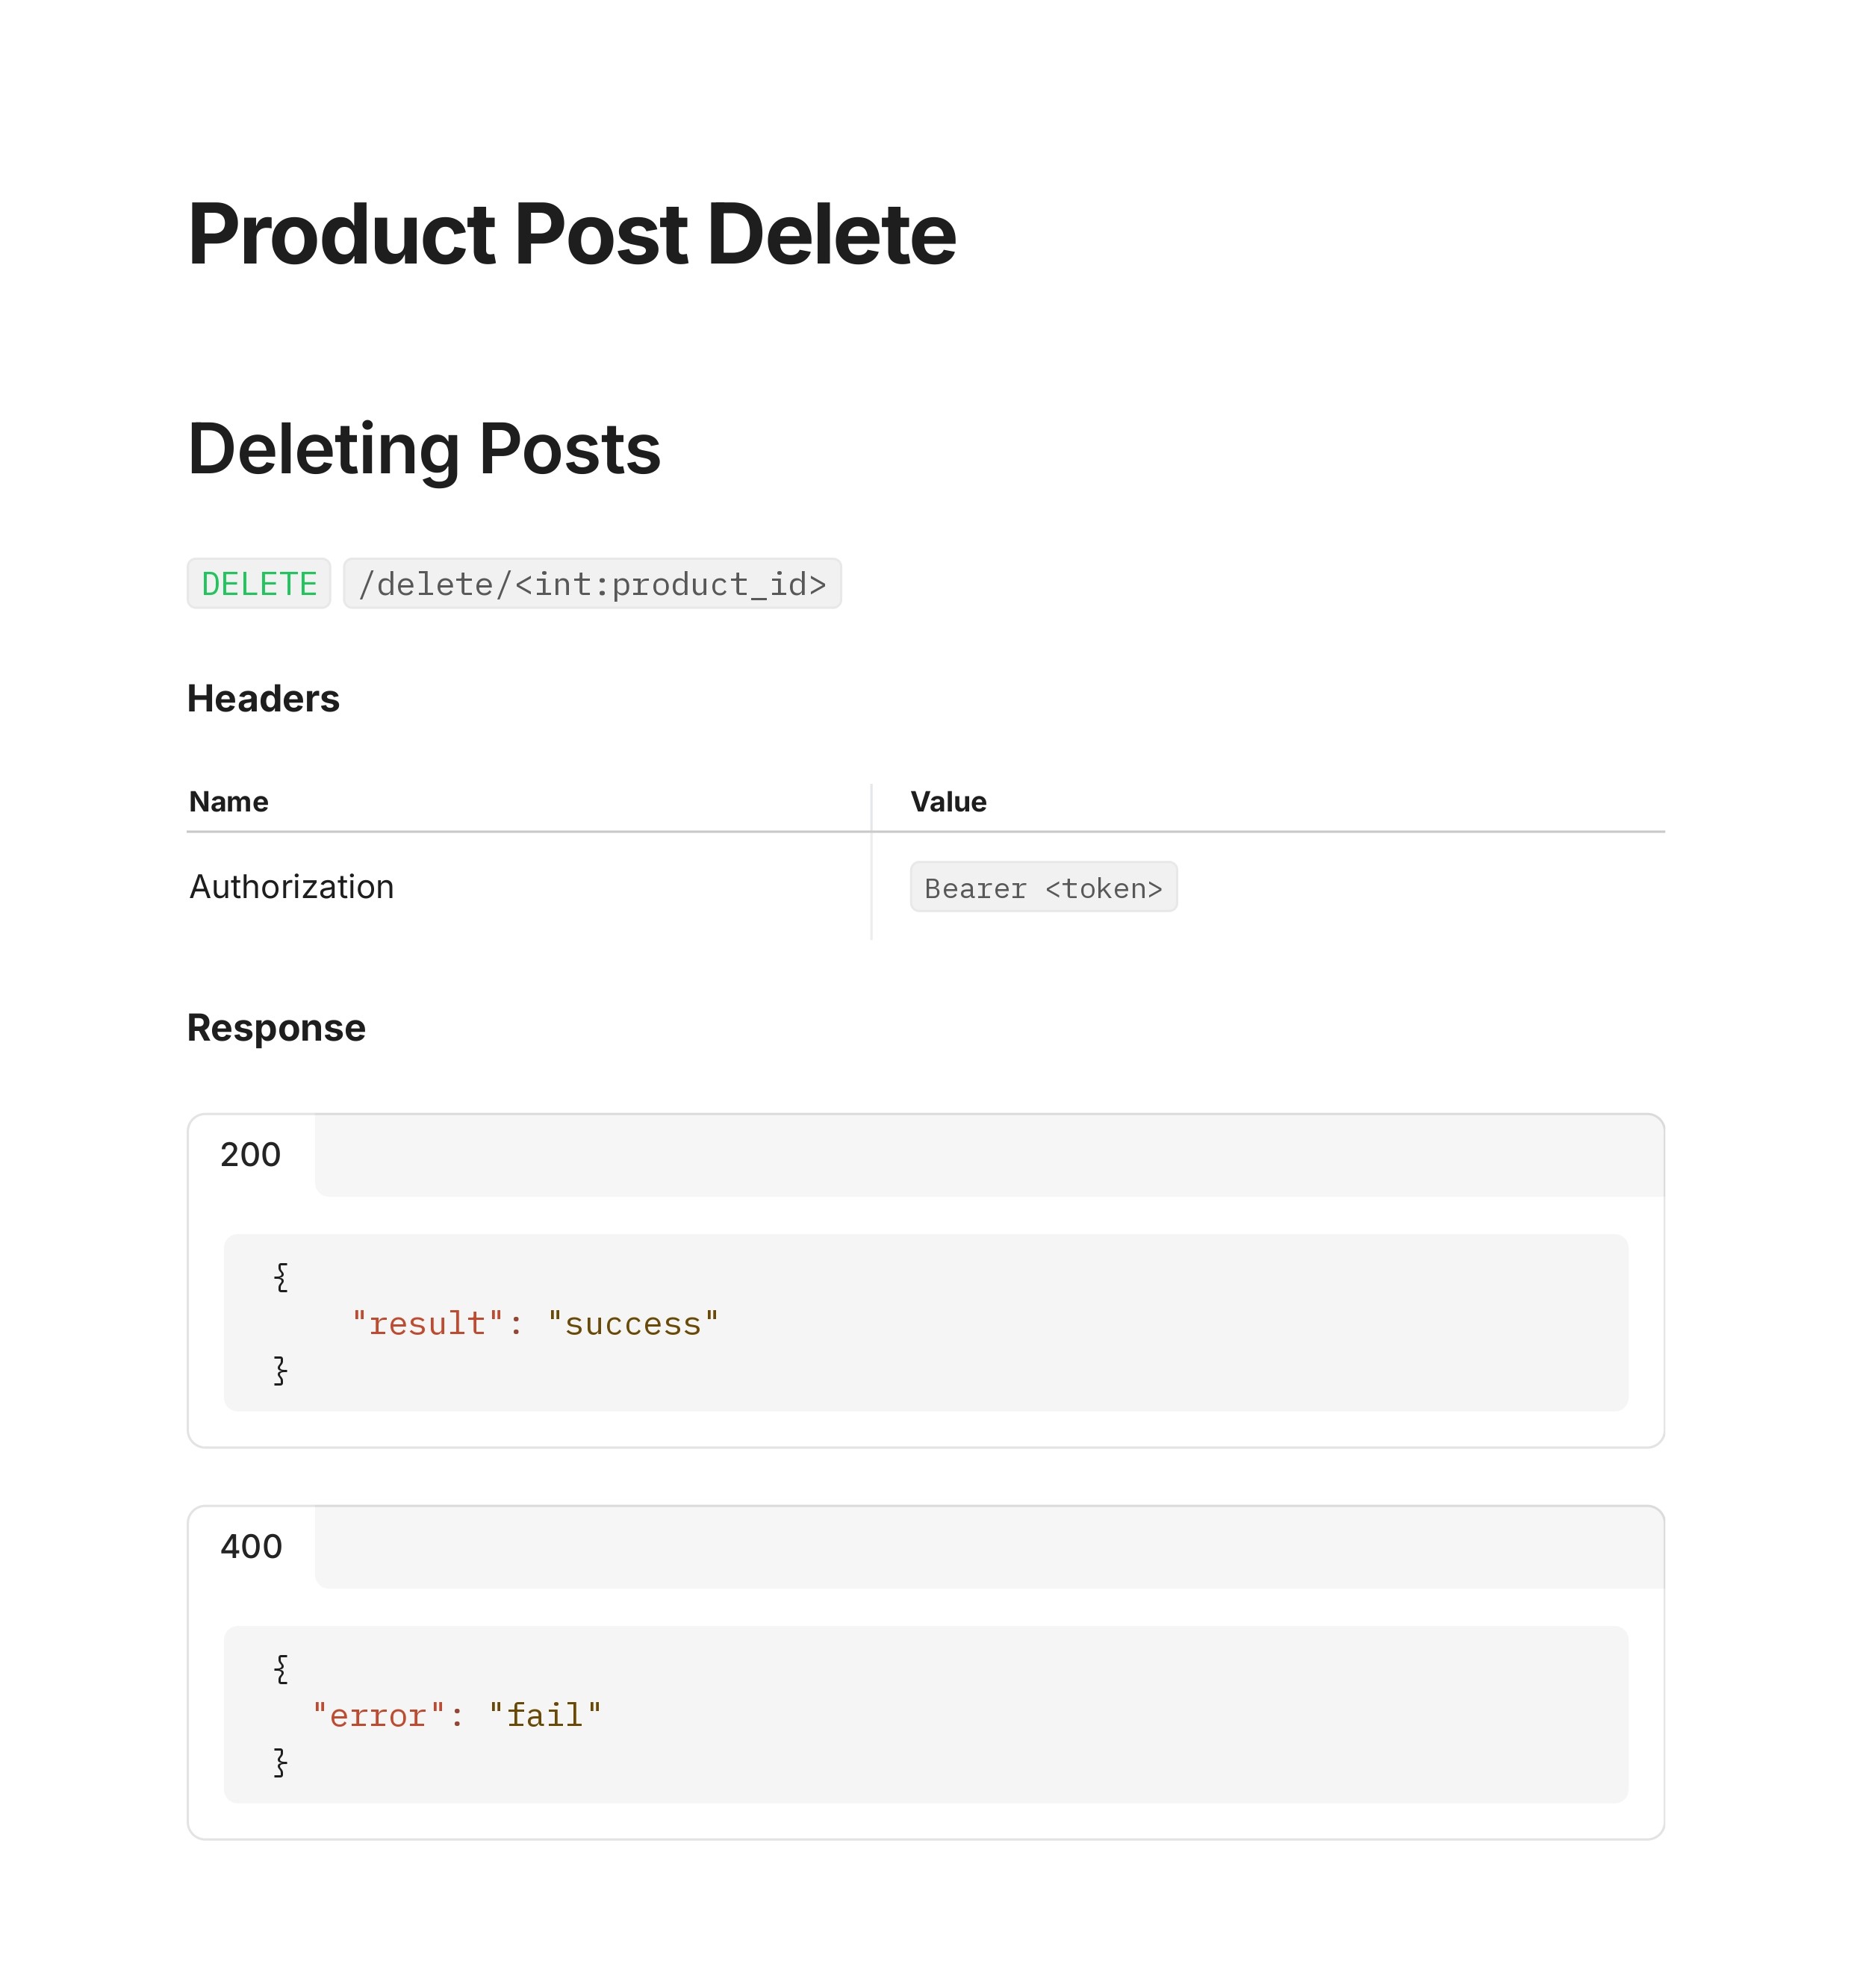 Product Post Delete
Deleting Posts
DELETE /delete/<int:product_id>
Headers
Name Value
Authorization Bearer <token>
Response
200
{
    "result": "success"
}
400
{
  "error": "fail"
}